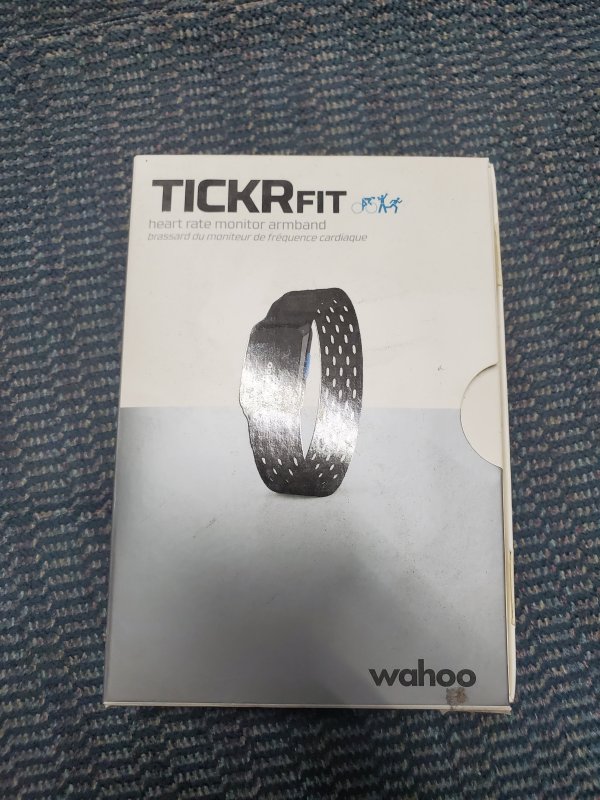 TICKRFIT
heart rate monitor armband
brassard du moniteur de fréquence cardiaque
wahoo